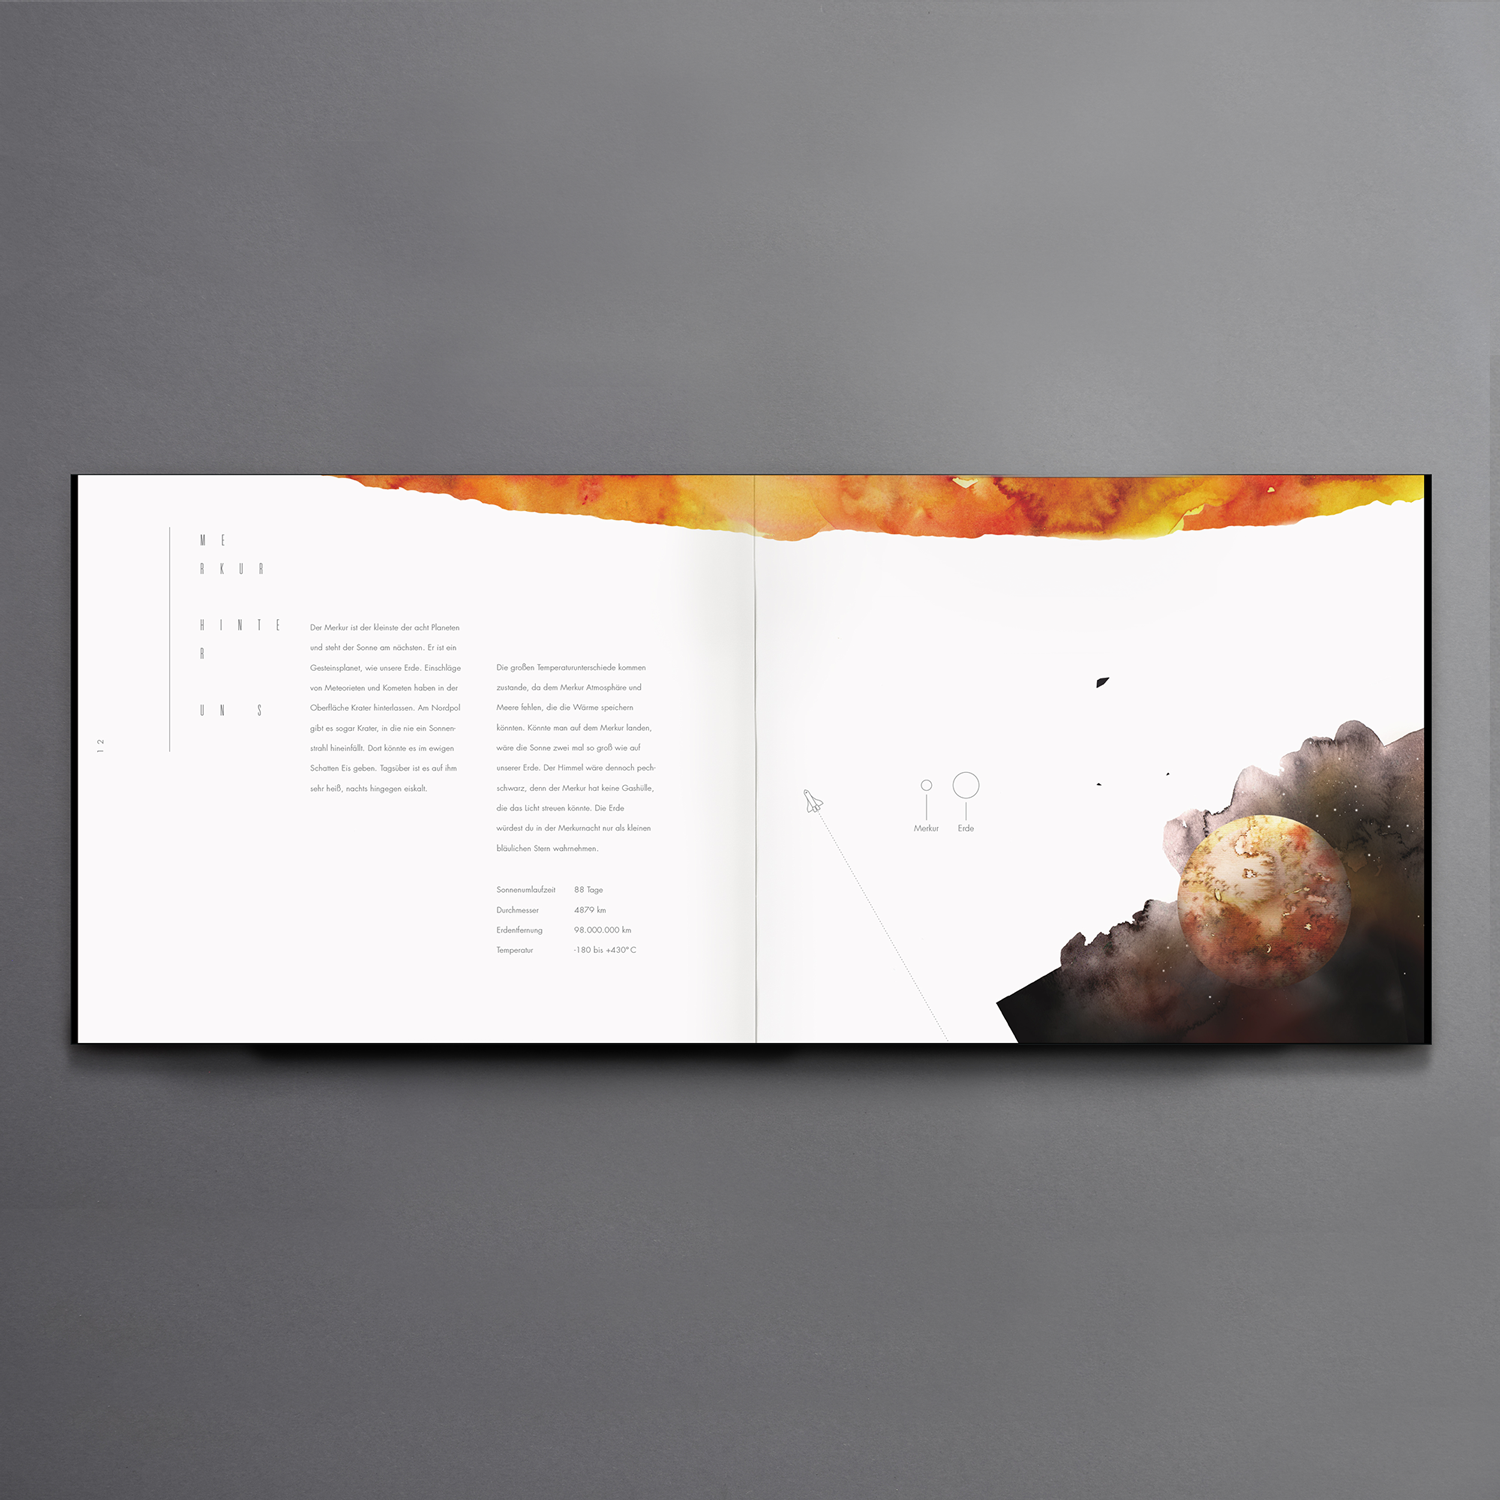 M E
R K U R
H I N T E
R
U N S
12
Der Merkur ist der kleinste der acht Planeten
und steht der Sonne am nächsten. Er ist ein
Gesteinsplanet, wie unsere Erde. Einschläge
von Meteorieten und Kometen haben in der
Oberfläche Krater hinterlassen. Am Nordpol
gibt es sogar Krater, in die nie ein Sonnen-
strahl hineinfällt. Dort könnte es im ewigen
Schatten Eis geben. Tagsüber ist es auf ihm
sehr heiß, nachts hingegen eiskalt.
Die großen Temperaturunterschiede kommen
zustande, da dem Merkur Atmosphäre und
Meere fehlen, die die Wärme speichern
könnten. Könnte man auf dem Merkur landen,
wäre die Sonne zwei mal so groß wie auf
unserer Erde. Der Himmel wäre dennoch pech-
schwarz, denn der Merkur hat keine Gashülle,
die das Licht streuen könnte. Die Erde
würdest du in der Merkurnacht nur als kleinen
bläulichen Stern wahrnehmen.
Sonnenumlaufzeit 88 Tage
Durchmesser 4879 km
Erdentfernung 98.000.000 km
Temperatur -180 bis +430°C
Merkur Erde